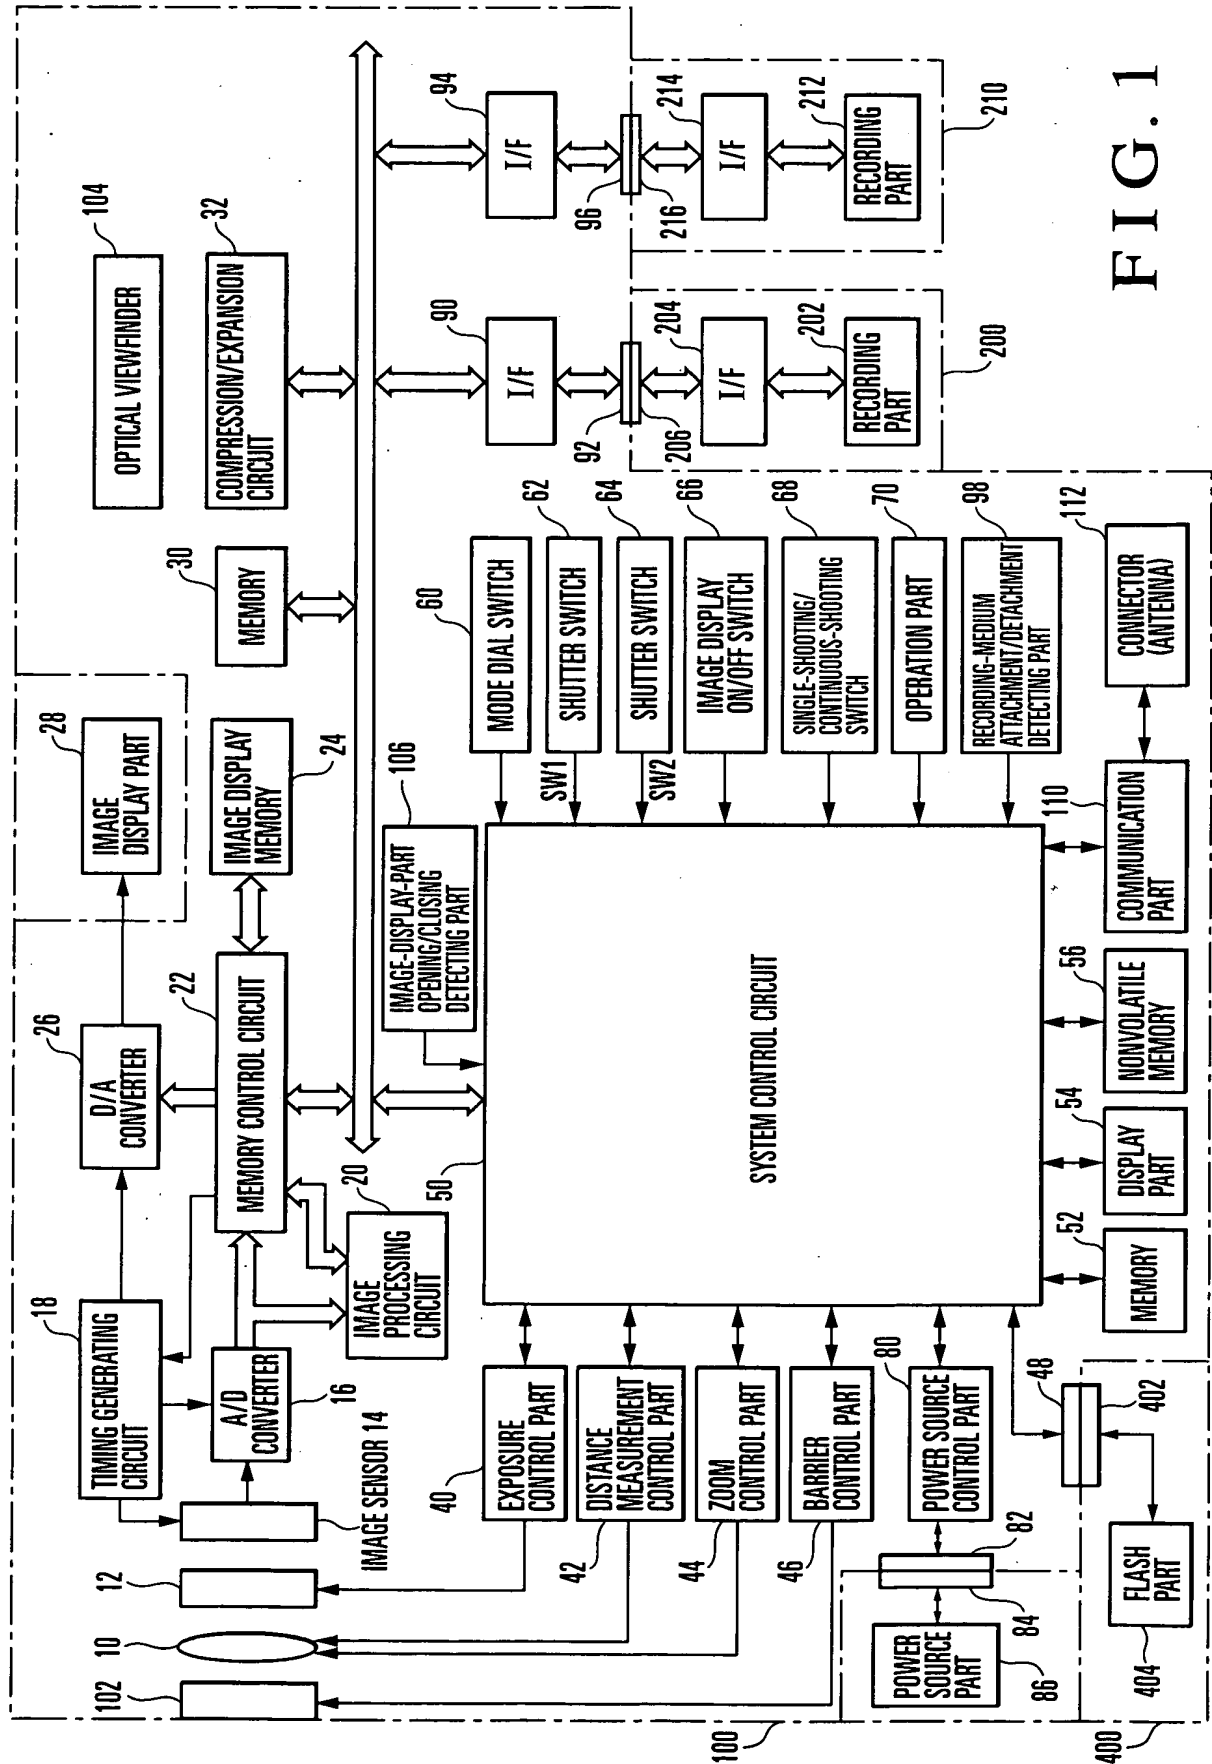 FIG. 1
TIMING GENERATING
CIRCUIT
18
D/A
CONVERTER
26
IMAGE
DISPLAY PART
28
OPTICAL VIEWFINDER
104
A/D
CONVERTER
16
MEMORY CONTROL CIRCUIT
22
IMAGE DISPLAY
MEMORY
24
MEMORY
30
COMPRESSION/EXPANSION
CIRCUIT
32
102
10
12
IMAGE SENSOR 14
IMAGE
PROCESSING
CIRCUIT
20
IMAGE-DISPLAY-PART
OPENING/CLOSING
DETECTING PART
106
EXPOSURE
CONTROL PART
40
DISTANCE
MEASUREMENT
CONTROL PART
42
ZOOM
CONTROL PART
44
BARRIER
CONTROL PART
46
POWER SOURCE
CONTROL PART
80
82
84
POWER
SOURCE
PART
86
SYSTEM CONTROL CIRCUIT
50
MODE DIAL SWITCH
60
SW1
SHUTTER SWITCH
62
SW2
SHUTTER SWITCH
64
IMAGE DISPLAY
ON/OFF SWITCH
66
SINGLE-SHOOTING/
CONTINUOUS-SHOOTING
SWITCH
68
OPERATION PART
70
RECORDING-MEDIUM
ATTACHMENT/DETACHMENT
DETECTING PART
98
I/F
90
92
206
I/F
204
RECORDING
PART
202
200
I/F
94
96
216
I/F
214
RECORDING
PART
212
210
48
402
FLASH
PART
404
400
100
MEMORY
52
DISPLAY
PART
54
NONVOLATILE
MEMORY
56
COMMUNICATION
PART
110
CONNECTOR
(ANTENNA)
112